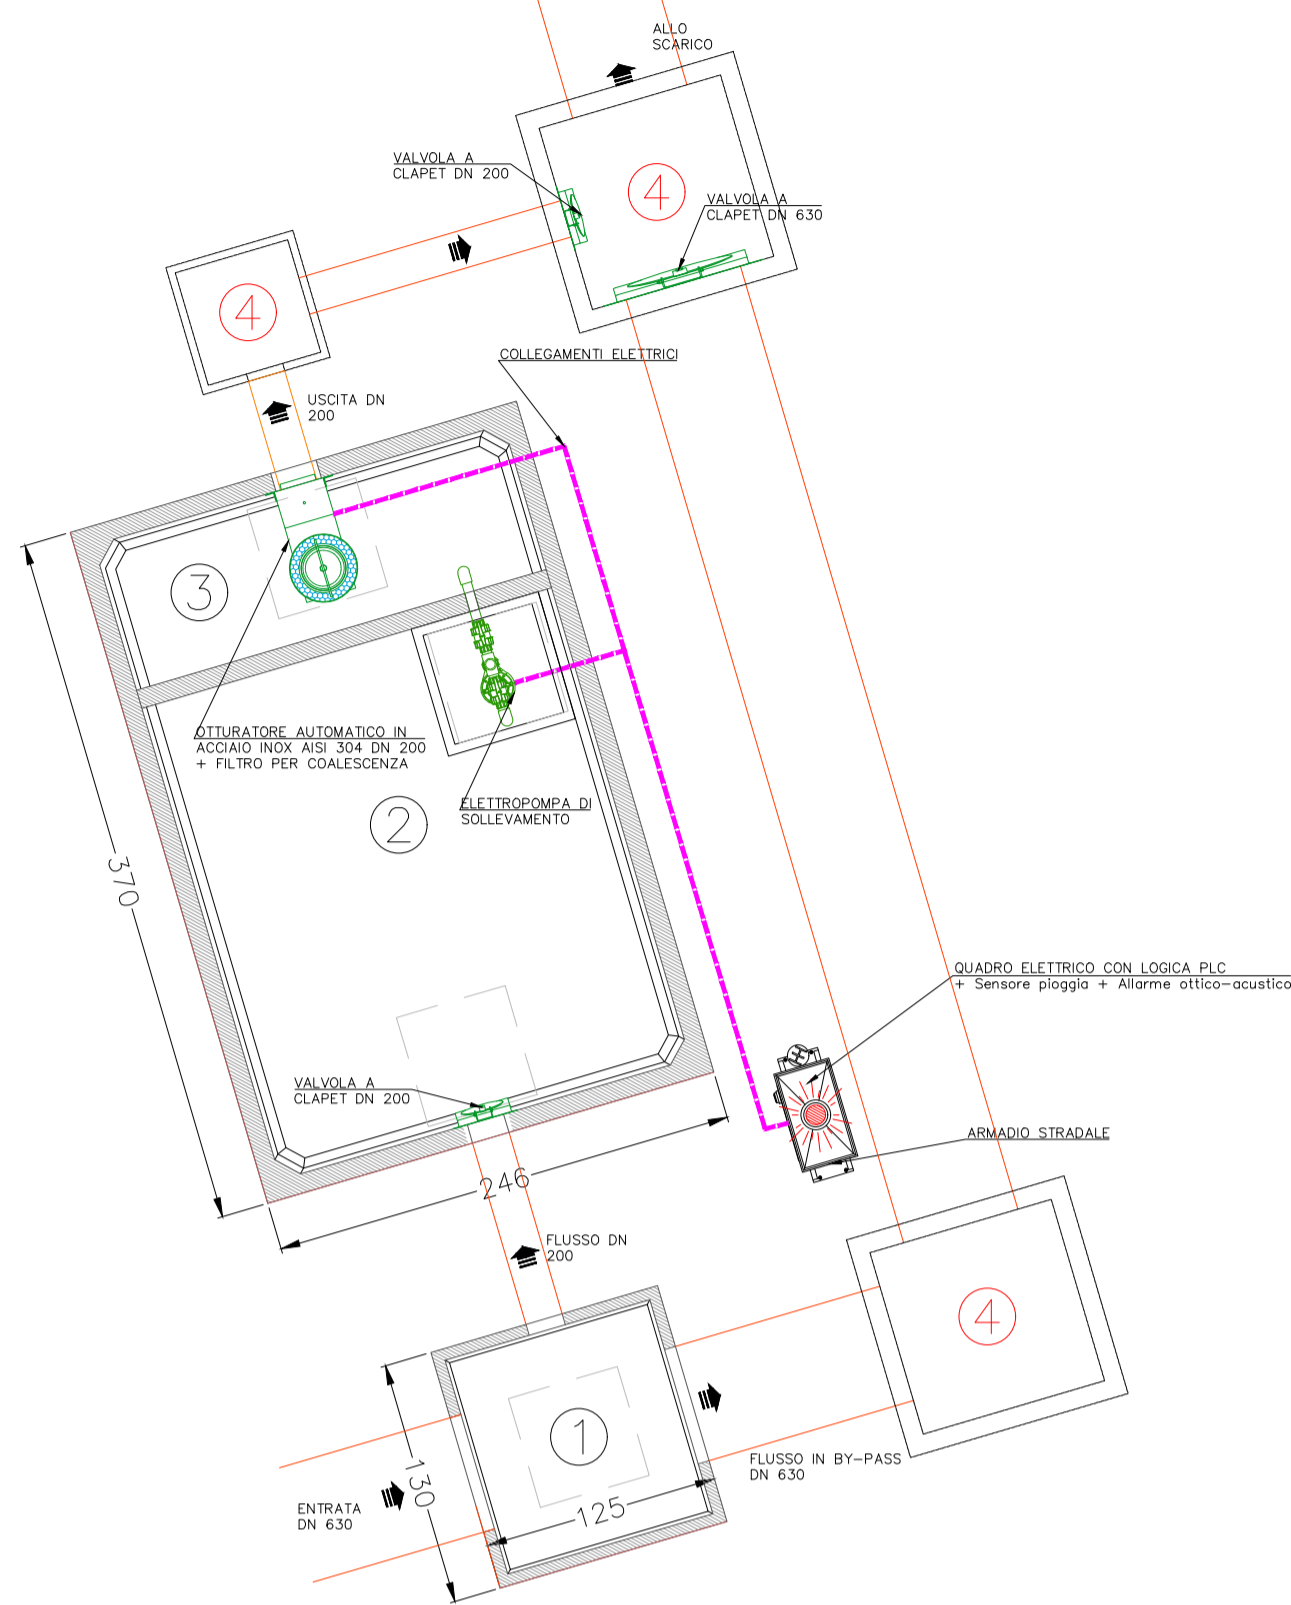 ALLO
SCARICO
VALVOLA A
CLAPET DN 200
4
VALVOLA A
CLAPET DN 630
4
COLLEGAMENTI ELETTRICI
USCITA DN
200
3
OTTURATORE AUTOMATICO IN
ACCIAIO INOX AISI 304 DN 200
+ FILTRO PER COALESCENZA
ELETTROPOMPA DI
SOLLEVAMENTO
2
370
QUADRO ELETTRICO CON LOGICA PLC
+ Sensore pioggia + Allarme ottico-acustico
VALVOLA A
CLAPET DN 200
ARMADIO STRADALE
246
FLUSSO DN
200
4
1
FLUSSO IN BY-PASS
DN 630
130
125
ENTRATA
DN 630